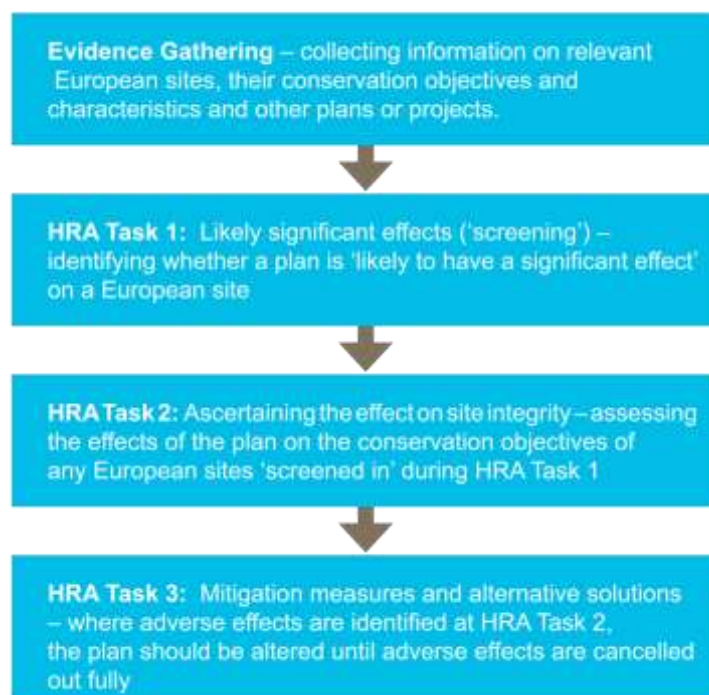 Evidence Gathering – collecting information on relevant
European sites, their conservation objectives and
characteristics and other plans or projects.
HRA Task 1: Likely significant effects (‘screening’) –
identifying whether a plan is ‘likely to have a significant effect’
on a European site
HRA Task 2: Ascertaining the effect on site integrity – assessing
the effects of the plan on the conservation objectives of
any European sites ‘screened in’ during HRA Task 1
HRA Task 3: Mitigation measures and alternative solutions
– where adverse effects are identified at HRA Task 2,
the plan should be altered until adverse effects are cancelled
out fully